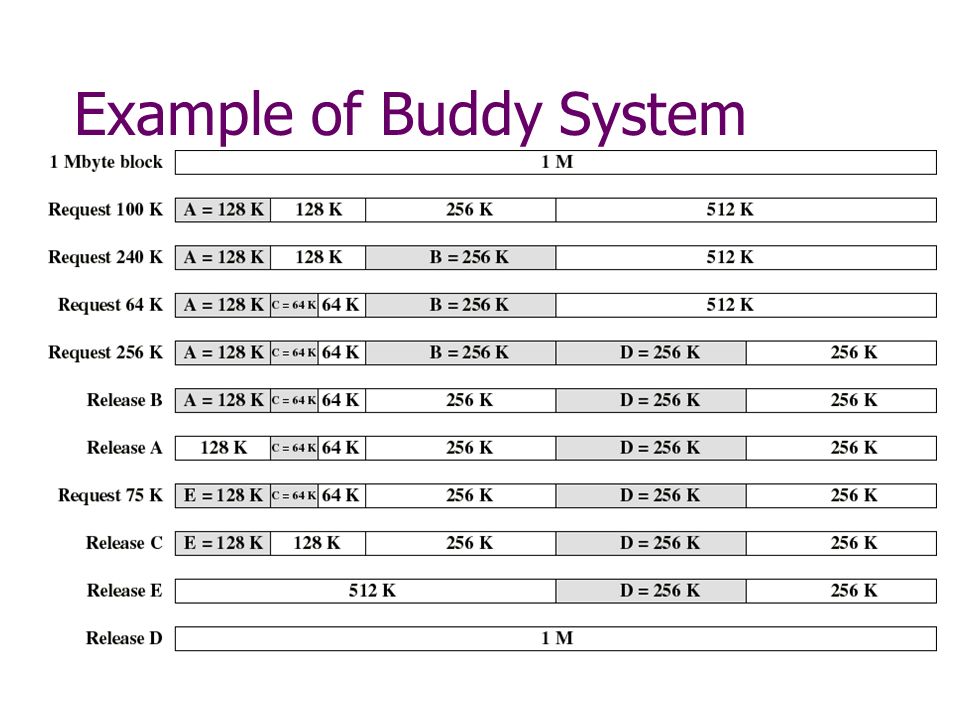 Example of Buddy System
1 Mbyte block 1 M
Request 100 K A = 128 K 128 K 256 K 512 K
Request 240 K A = 128 K 128 K B = 256 K 512 K
Request 64 K A = 128 K C = 64 K 64 K B = 256 K 512 K
Request 256 K A = 128 K C = 64 K 64 K B = 256 K D = 256 K 256 K
Release B A = 128 K C = 64 K 64 K 256 K D = 256 K 256 K
Release A 128 K C = 64 K 64 K 256 K D = 256 K 256 K
Request 75 K E = 128 K C = 64 K 64 K 256 K D = 256 K 256 K
Release C E = 128 K 128 K 256 K D = 256 K 256 K
Release E 512 K D = 256 K 256 K
Release D 1 M